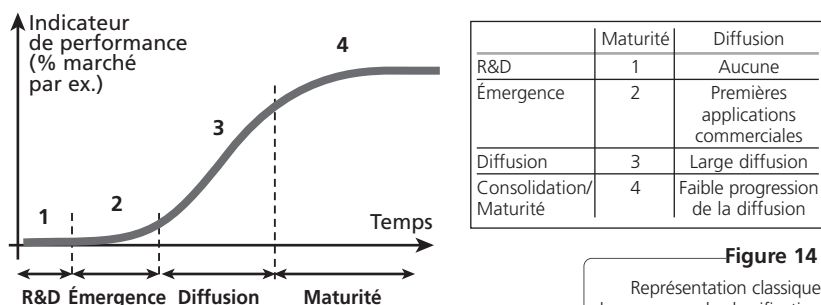 Indicateur
de performance
(% marché
par ex.)
4
3
2
1
Temps
R&D Émergence Diffusion Maturité
Maturité Diffusion
R&D 1 Aucune
Émergence 2 Premières
applications
commerciales
Diffusion 3 Large diffusion
Consolidation/ 4 Faible progression
Maturité de la diffusion
Figure 14
Représentation classique